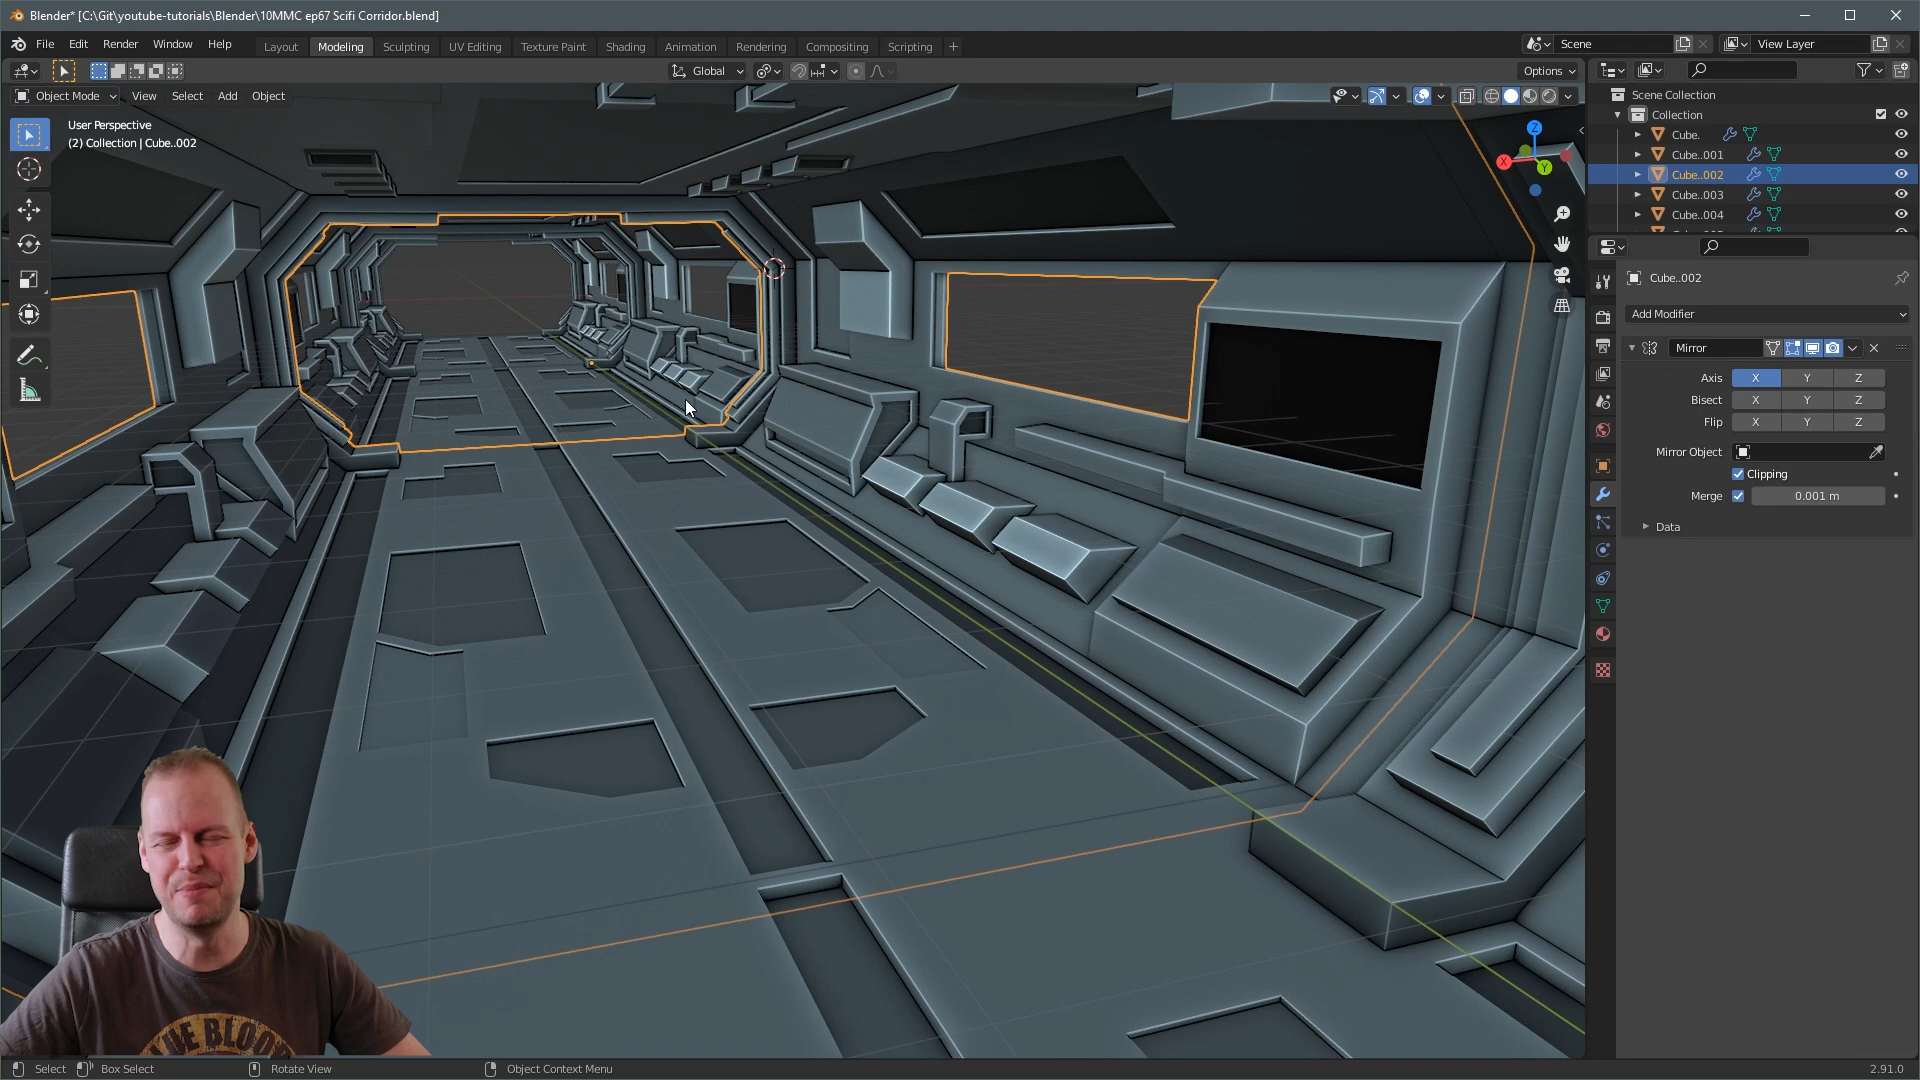 Blender* [C:\Git\youtube-tutorials\Blender\10MMC ep67 Scifi Corridor.blend]
File Edit Render Window Help Layout Modeling Sculpting UV Editing Texture Paint Shading Animation Rendering Compositing Scripting + Scene View Layer
Global Options
Object Mode View Select Add Object
User Perspective
(2) Collection | Cube..002
Z
X
Y
Scene Collection
Collection
Cube.
Cube..001
Cube..002
Cube..003
Cube..004
Cube..002
Add Modifier
Mirror
Axis X Y Z
Bisect X Y Z
Flip X Y Z
Mirror Object
Clipping
Merge 0.001 m
Data
Select Box Select Rotate View Object Context Menu 2.91.0